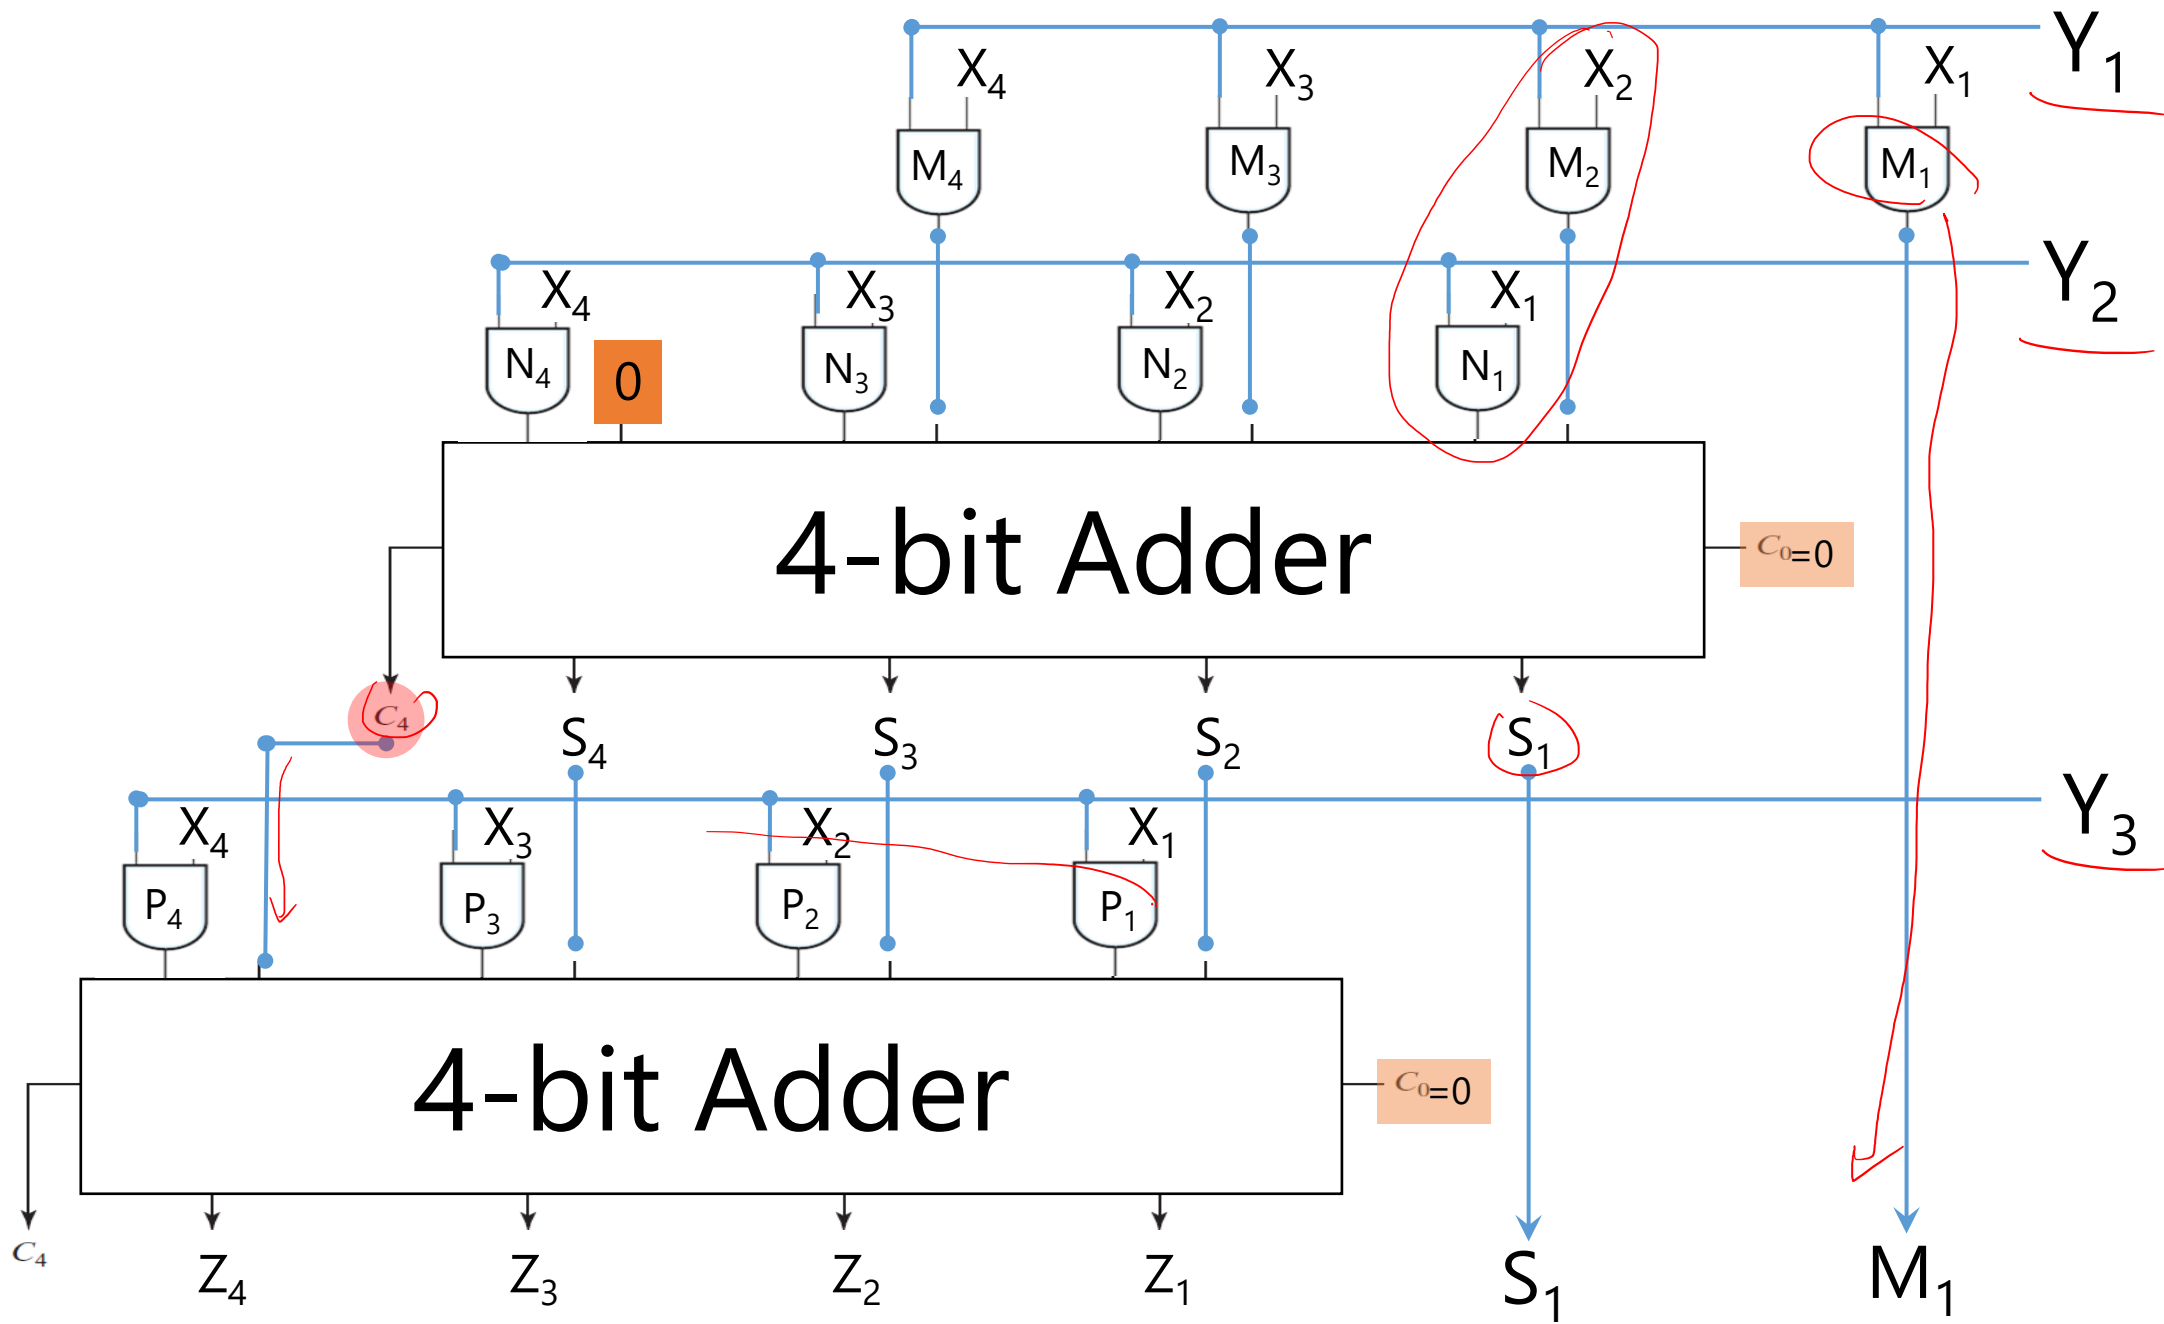 X₄ X₃ X₂ X₁ Y₁
M₄ M₃ M₂ M₁
X₄ X₃ X₂ X₁ Y₂
N₄ 0 N₃ N₂ N₁
4-bit Adder C₀=0
C₄ S₄ S₃ S₂ S₁
X₄ X₃ X₂ X₁ Y₃
P₄ P₃ P₂ P₁
4-bit Adder C₀=0
C₄ Z₄ Z₃ Z₂ Z₁ S₁ M₁